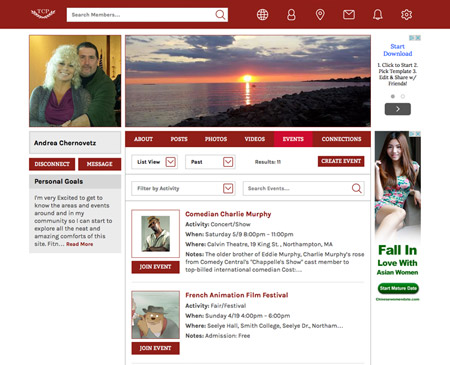 TCP
Search Members...
Andrea Chernovetz
DISCONNECT
MESSAGE
Personal Goals
I'm very Excited to get to
know the areas and events
around and in my
community so I can start to
explore all the neat and
amazing comforts of this
site. Fitn... Read More
ABOUT
POSTS
PHOTOS
VIDEOS
EVENTS
CONNECTIONS
List View
Past
Results: 11
CREATE EVENT
Filter by Activity
Search Events...
Comedian Charlie Murphy
Activity: Concert/Show
When: Saturday 5/9 8:00pm – 11:00pm
Where: Calvin Theatre, 19 King St., Northampton, MA
Notes: The older brother of Eddie Murphy, Charlie Murphy's rose
from Comedy Central's "Chappelle's Show" cast member to
top-billed international comedian Cost:...
JOIN EVENT
French Animation Film Festival
Activity: Fair/Festival
When: Sunday 4/19 4:00pm – 6:00pm
Where: Seelye Hall, Smith College, Seelye Dr., Northam...
Notes: Admission: Free
JOIN EVENT
Start
Download
1. Click to Start 2.
Pick Template 3.
Edit & Share w/
Friends!
Fall In
Love With
Asian Women
Start Mature Date